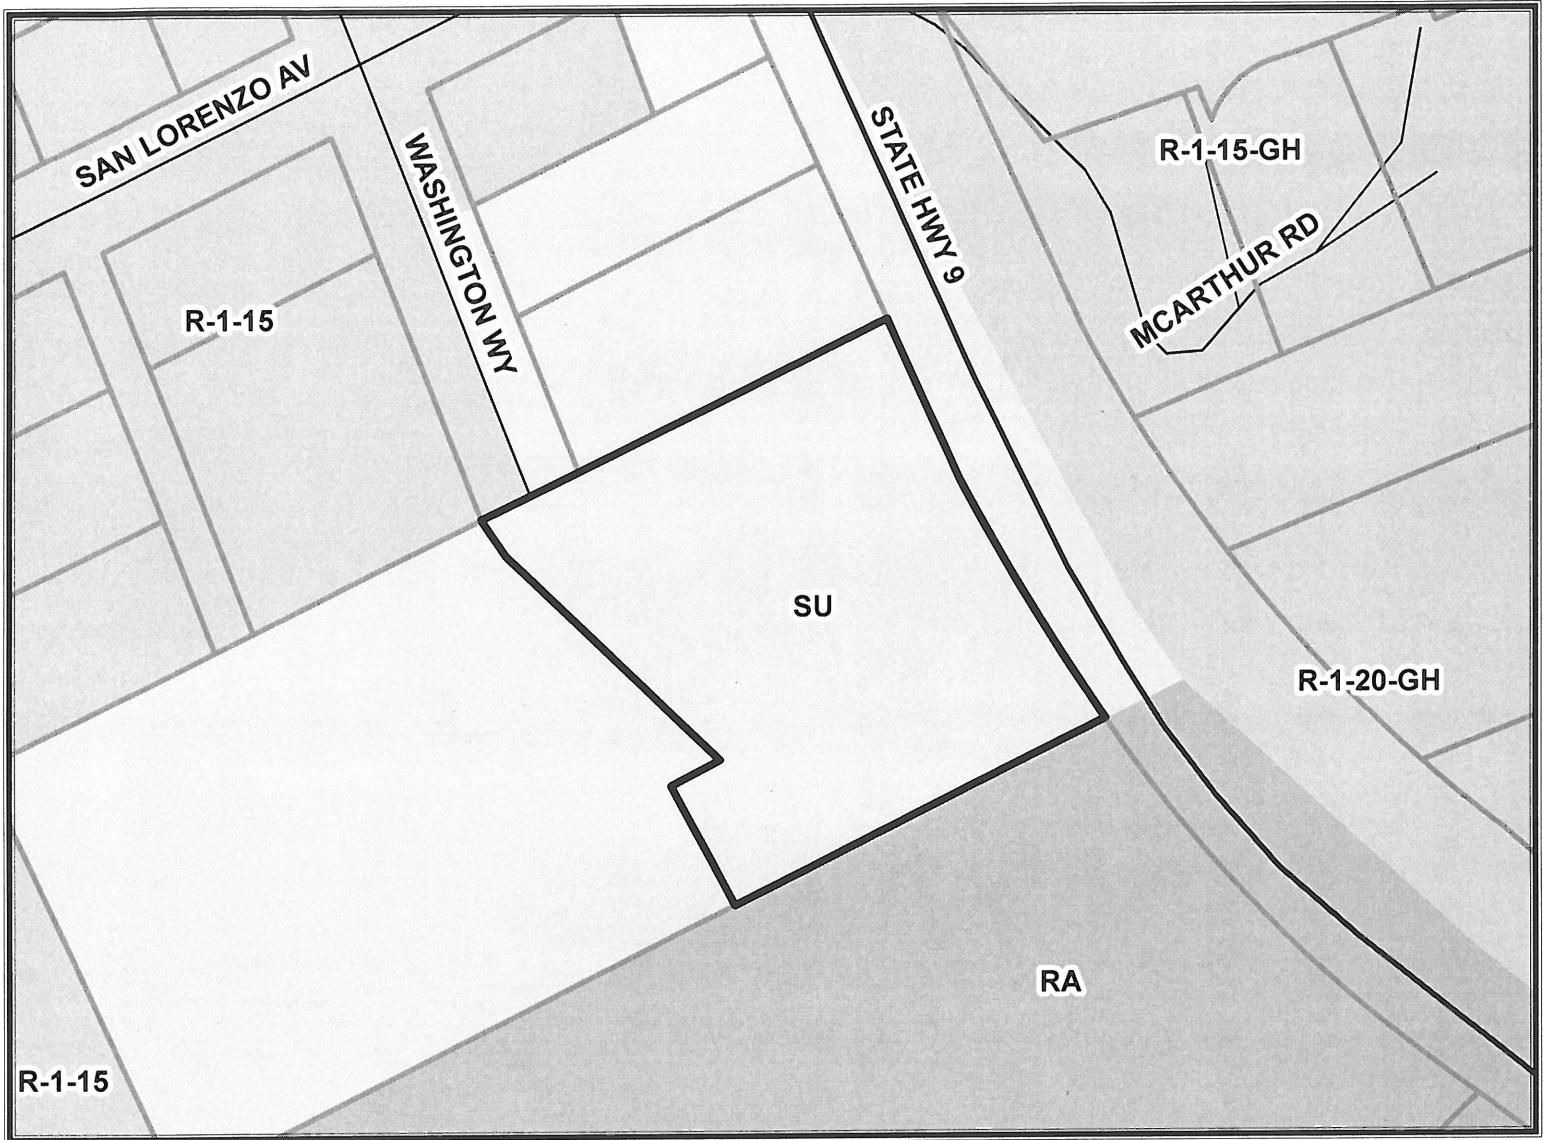 SAN LORENZO AV
WASHINGTON WY
STATE HWY 9
R-1-15-GH
MCARTHUR RD
R-1-15
SU
R-1-20-GH
RA
R-1-15